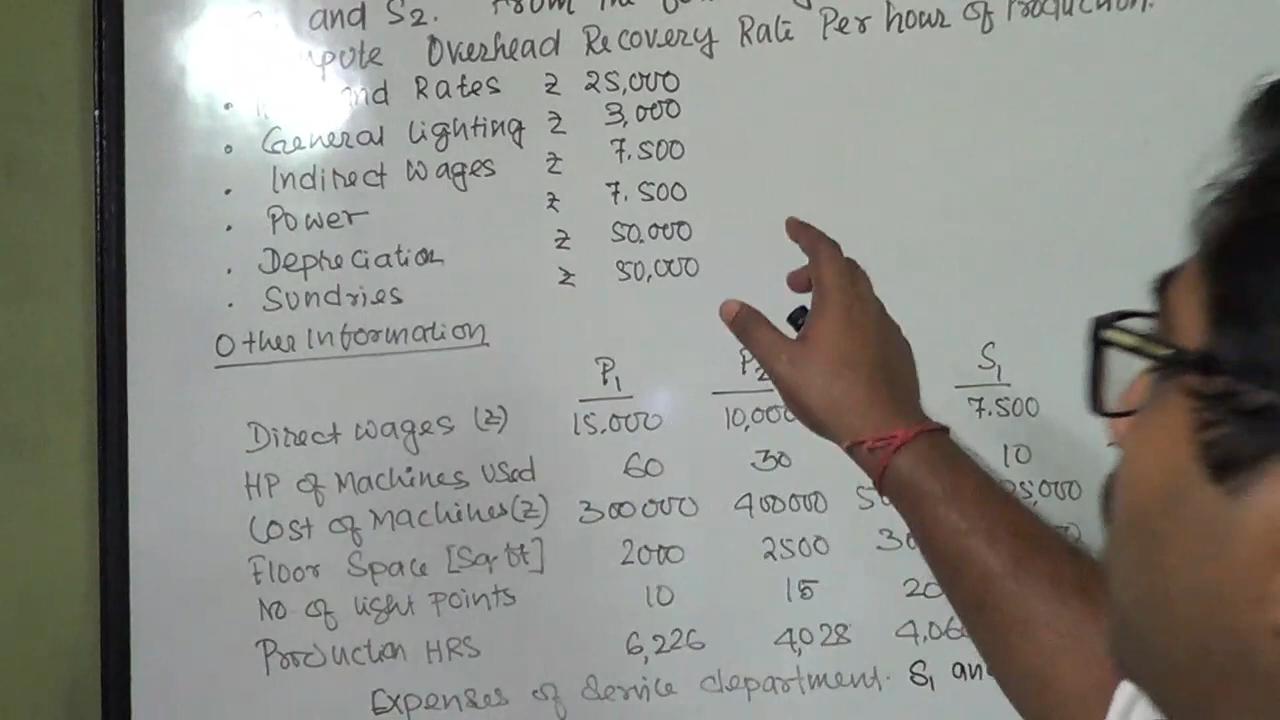 and S2. From the
Overhead Recovery Rate Per hour of Production.
and Rates ₹ 25,000
General lighting ₹ 3,000
Indirect Wages ₹ 7.500
Power ₹ 7.500
Depreciation ₹ 50.000
Sundries ₹ 50,000
Other Information
P1 P2 S1
Direct Wages (₹) 15.000 10,000 7.500
HP of Machines Used 60 30 10
Cost of Machines (₹) 300000 400000
Floor Space [Sq ft] 2000 2500
No of light Points 10 15 20
Production HRS 6,226 4,028
Expenses of Service department. S1